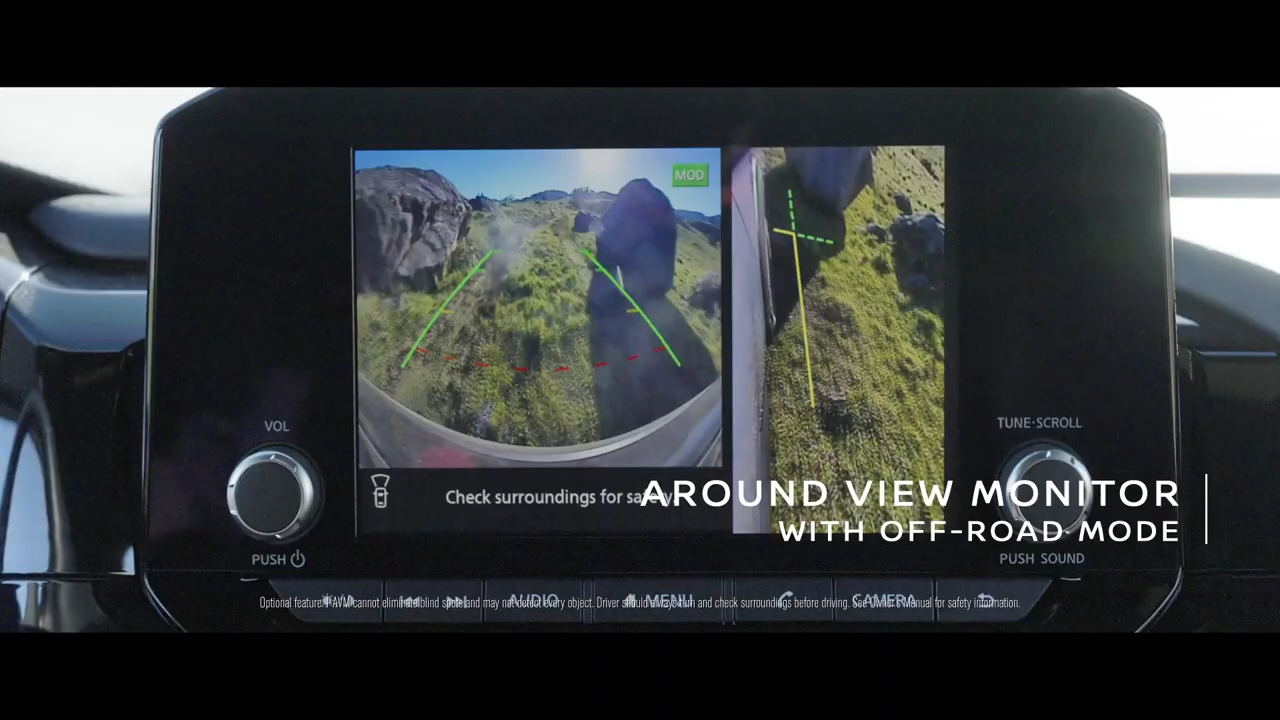 MOD
VOL
TUNE·SCROLL
Check surroundings for safety
AROUND VIEW MONITOR
WITH OFF-ROAD MODE
PUSH
PUSH SOUND
AUDIO
MENU
CAMERA
Optional feature. AVM cannot eliminate blind spots and may not detect every object. Driver should always turn and check surroundings before driving. See Owner's Manual for safety information.